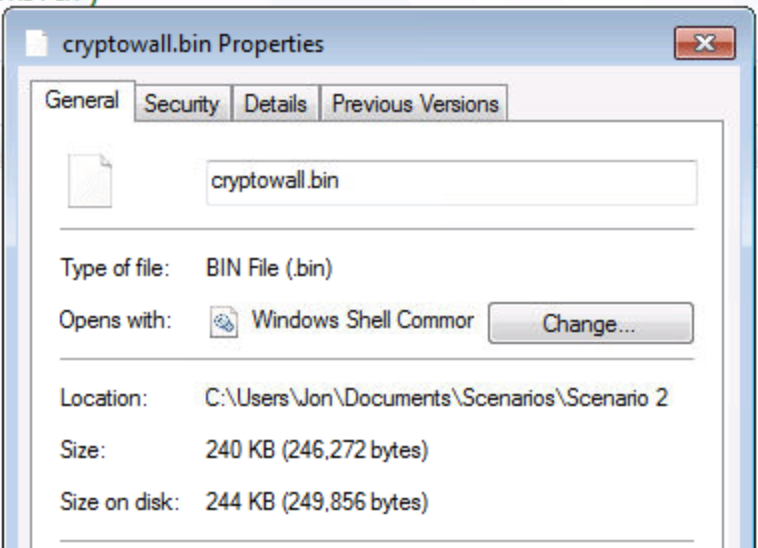 cryptowall.bin Properties
General Security Details Previous Versions
cryptowall.bin
Type of file: BIN File (.bin)
Opens with: Windows Shell Commor Change...
Location: C:\Users\Jon\Documents\Scenarios\Scenario 2
Size: 240 KB (246,272 bytes)
Size on disk: 244 KB (249,856 bytes)